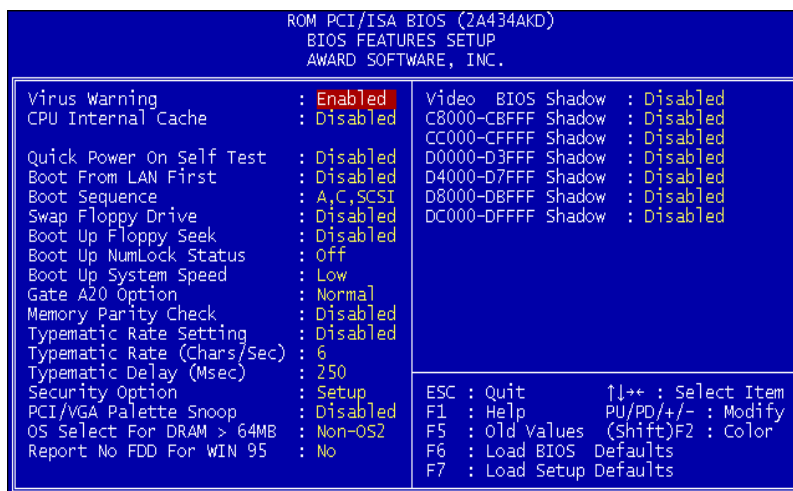 ROM PCI/ISA BIOS (2A434AKD)
BIOS FEATURES SETUP
AWARD SOFTWARE, INC.
Virus Warning : Enabled
CPU Internal Cache : Disabled
Quick Power On Self Test : Disabled
Boot From LAN First : Disabled
Boot Sequence : A,C,SCSI
Swap Floppy Drive : Disabled
Boot Up Floppy Seek : Disabled
Boot Up NumLock Status : Off
Boot Up System Speed : Low
Gate A20 Option : Normal
Memory Parity Check : Disabled
Typematic Rate Setting : Disabled
Typematic Rate (Chars/Sec) : 6
Typematic Delay (Msec) : 250
Security Option : Setup
PCI/VGA Palette Snoop : Disabled
OS Select For DRAM > 64MB : Non-OS2
Report No FDD For WIN 95 : No
Video BIOS Shadow : Disabled
C8000-CBFFF Shadow : Disabled
CC000-CFFFF Shadow : Disabled
D0000-D3FFF Shadow : Disabled
D4000-D7FFF Shadow : Disabled
D8000-DBFFF Shadow : Disabled
DC000-DFFFF Shadow : Disabled
ESC : Quit ↑↓→← : Select Item
F1 : Help PU/PD/+/- : Modify
F5 : Old Values (Shift)F2 : Color
F6 : Load BIOS Defaults
F7 : Load Setup Defaults